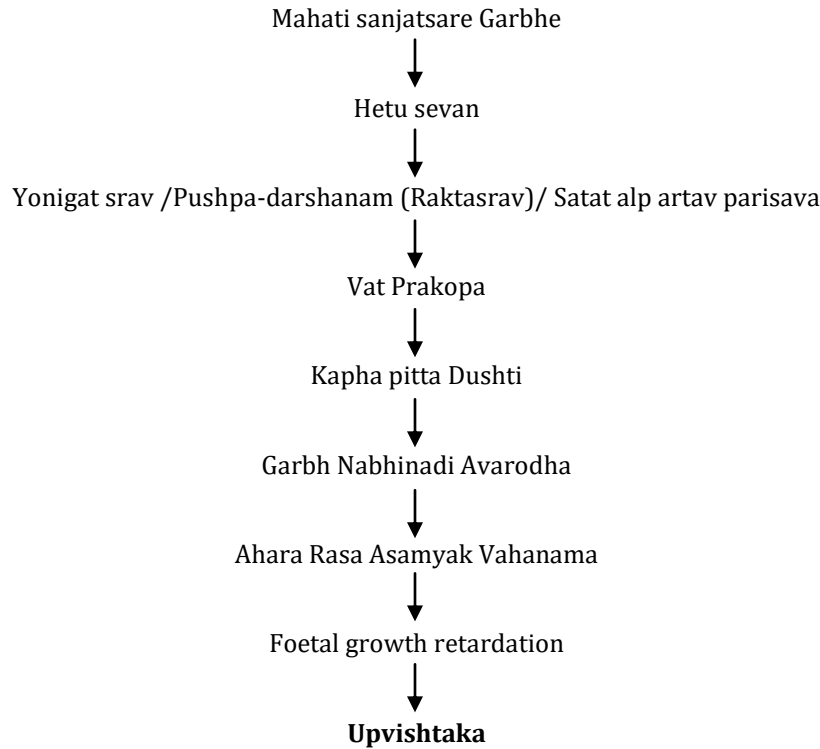 Mahati sanjatsare Garbhe
Hetu sevan
Yonigat srav /Pushpa-darshanam (Raktasrav)/ Satat alp artav parisava
Vat Prakopa
Kapha pitta Dushti
Garbh Nabhinadi Avarodha
Ahara Rasa Asamyak Vahanama
Foetal growth retardation
Upvishtaka